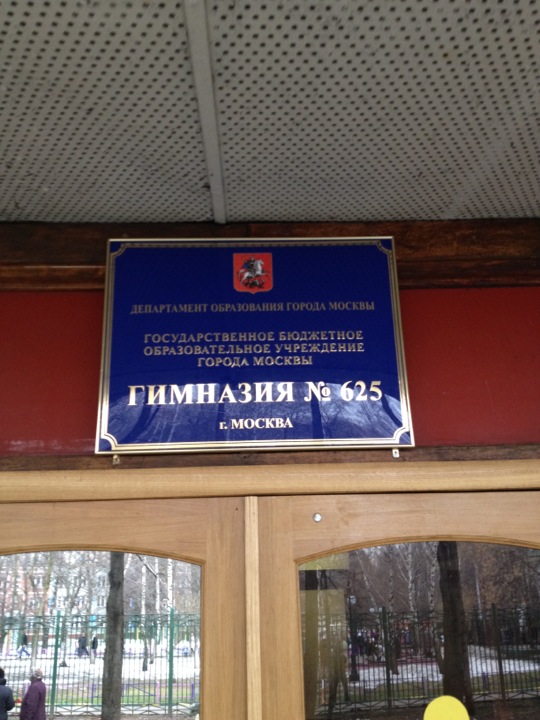 ДЕПАРТАМЕНТ ОБРАЗОВАНИЯ ГОРОДА МОСКВЫ
ГОСУДАРСТВЕННОЕ БЮДЖЕТНОЕ
ОБРАЗОВАТЕЛЬНОЕ УЧРЕЖДЕНИЕ
ГОРОДА МОСКВЫ
ГИМНАЗИЯ № 625
г. МОСКВА